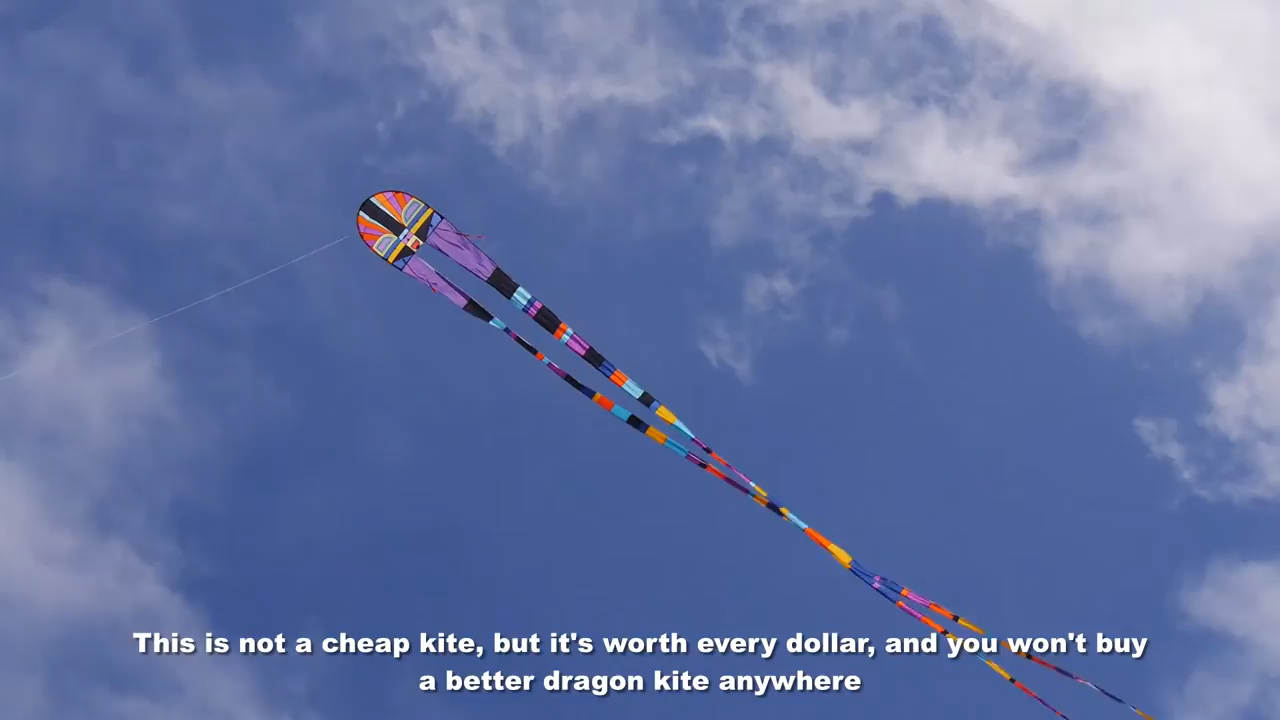 This is not a cheap kite, but it's worth every dollar, and you won't buy
a better dragon kite anywhere